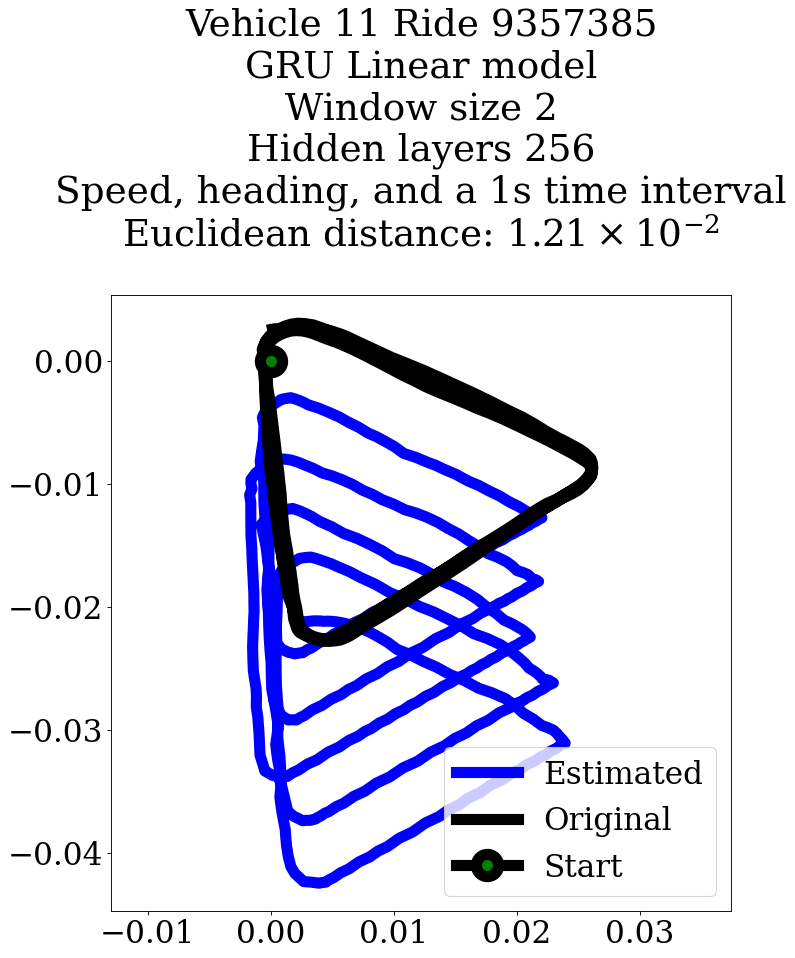 Vehicle 11 Ride 9357385
GRU Linear model
Window size 2
Hidden layers 256
Speed, heading, and a 1s time interval
Euclidean distance: 1.21 × 10⁻²
0.00
−0.01
−0.02
−0.03
−0.04
Estimated
Original
Start
−0.01 0.00 0.01 0.02 0.03